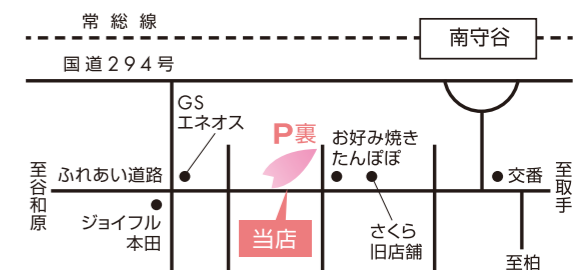 常総線
南守谷
国道294号
GS
エネオス
P裏
お好み焼き
たんぽぽ
至谷和原
ふれあい道路
交番
至取手
ジョイフル
本田
当店
さくら
旧店舗
至柏